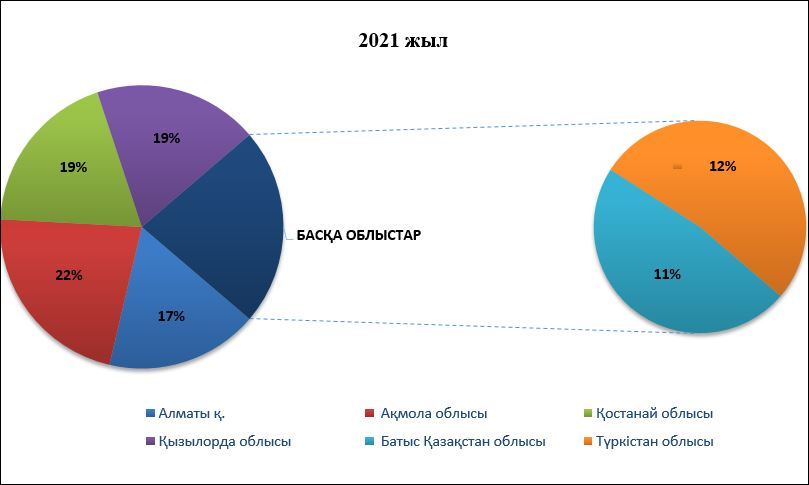 2021 жыл
19%
12%
19%
БАСҚА ОБЛЫСТАР
22%
11%
17%
Алматы қ.
Ақмола облысы
Қостанай облысы
Қызылорда облысы
Батыс Қазақстан облысы
Түркістан облысы